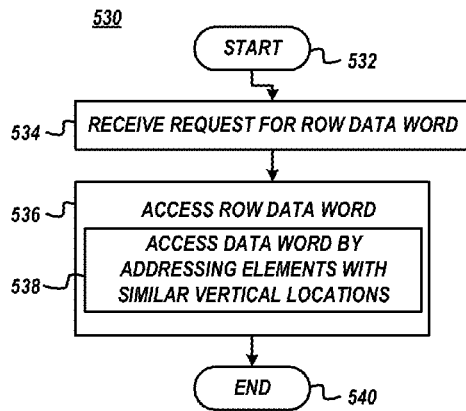 530
START
532
534
RECEIVE REQUEST FOR ROW DATA WORD
536
ACCESS ROW DATA WORD
538
ACCESS DATA WORD BY
ADDRESSING ELEMENTS WITH
SIMILAR VERTICAL LOCATIONS
END
540